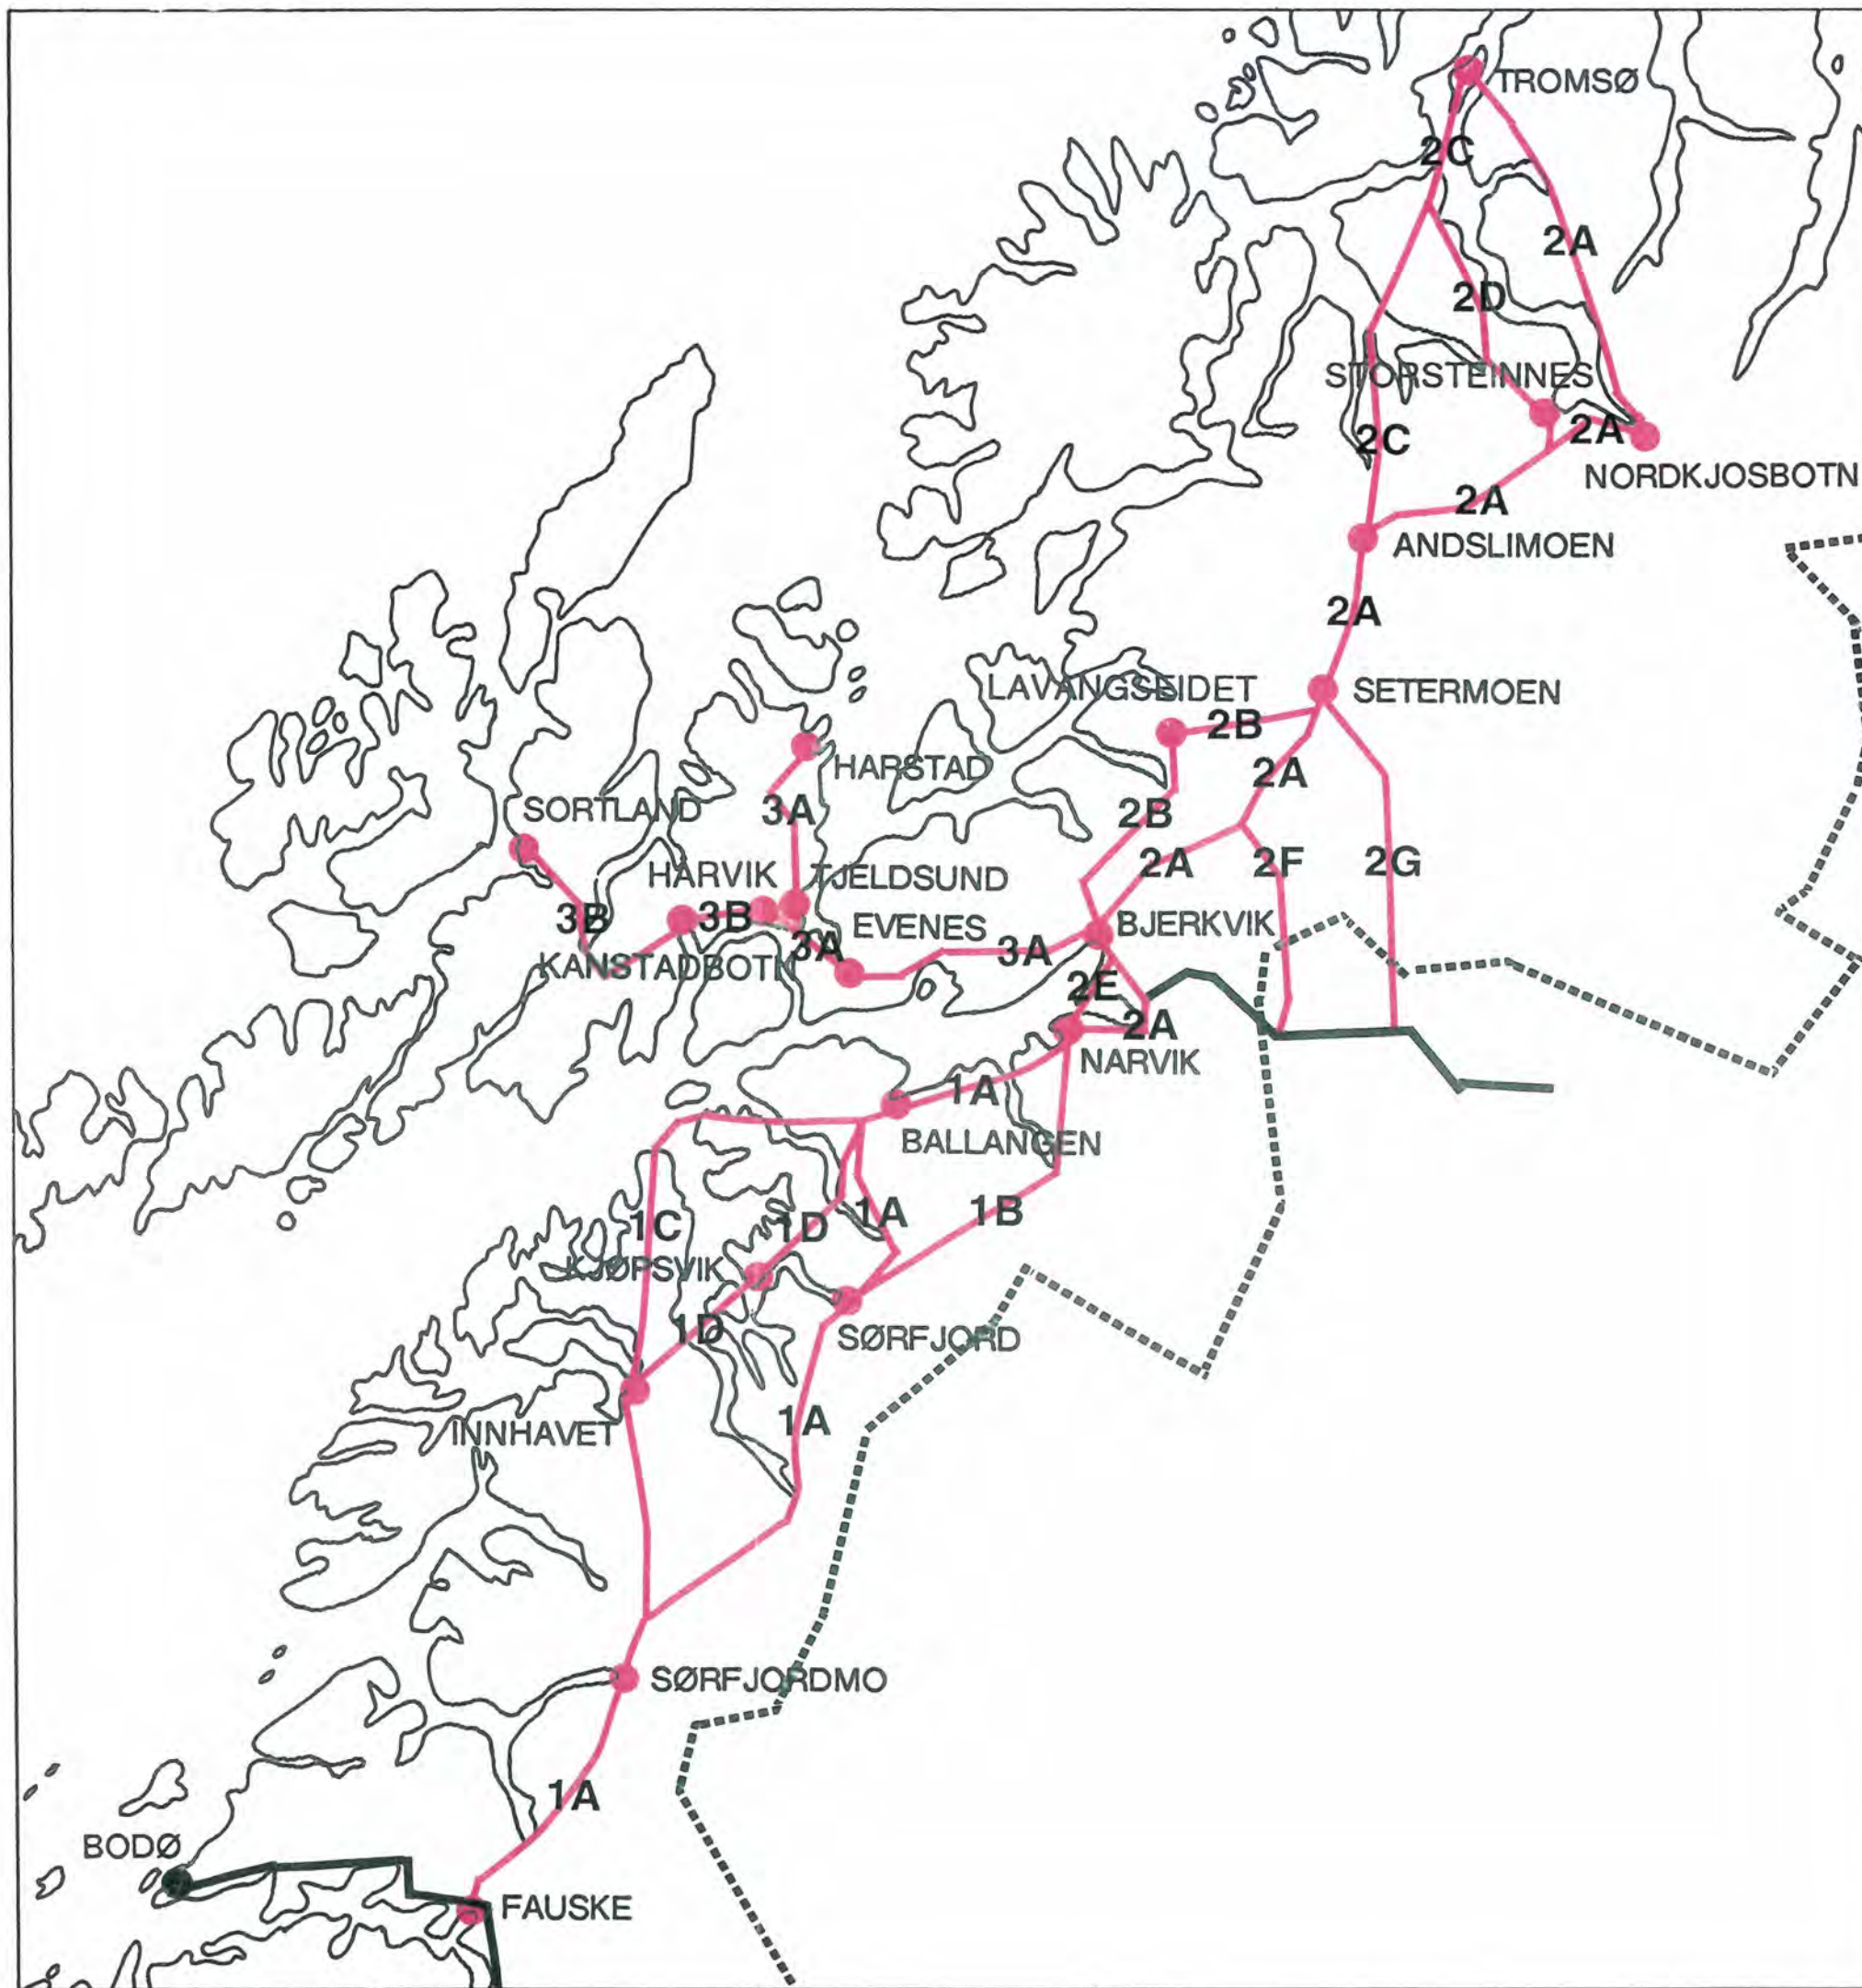 TROMSØ
2C
2A
2D
STORSTEINNES
2C
2A
NORDKJOSBOTN
2A
ANDSLIMOEN
2A
LAVANGSEIDET
SETERMOEN
2B
HARSTAD
2A
SORTLAND
3A
2B
HARVIK
TJELDSUND
2A
2F
2G
3B
3B
EVENES
BJERKVIK
3A
3A
KANSTADBOTN
2E
2A
NARVIK
1A
BALLANGEN
1C
1D
1A
1B
KJØPSVIK
1D
SØRFJORD
INNHAVET
1A
SØRFJORDMO
1A
BODØ
FAUSKE